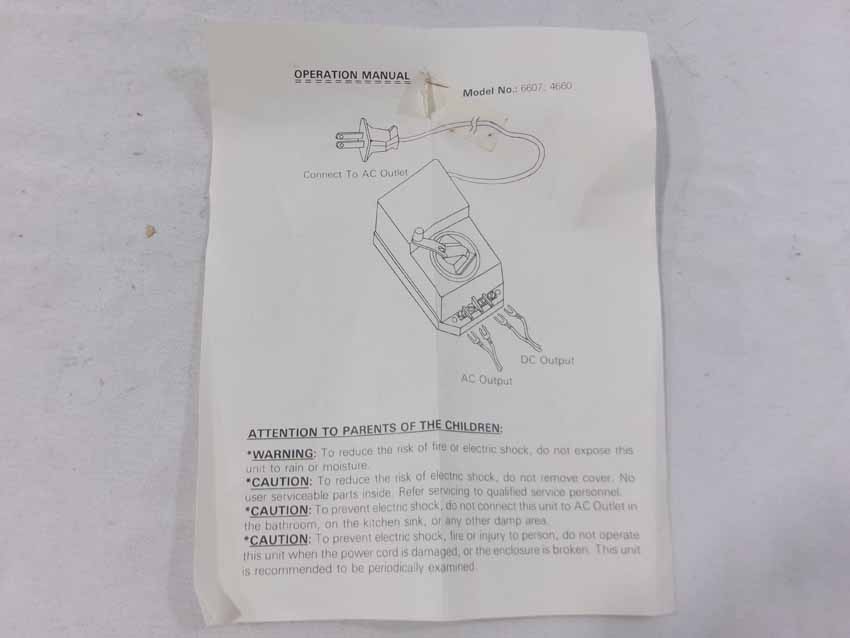 OPERATION MANUAL
Model No.: 6607, 4660
Connect To AC Outlet
DC Output
AC Output
ATTENTION TO PARENTS OF THE CHILDREN:
*WARNING: To reduce the risk of fire or electric shock, do not expose this
unit to rain or moisture.
*CAUTION: To reduce the risk of electric shock, do not remove cover. No
user serviceable parts inside. Refer servicing to qualified service personnel.
*CAUTION: To prevent electric shock, do not connect this unit to AC Outlet in
the bathroom, on the kitchen sink, or any other damp area.
*CAUTION: To prevent electric shock, fire or injury to person, do not operate
this unit when the power cord is damaged, or the enclosure is broken. This unit
is recommended to be periodically examined.